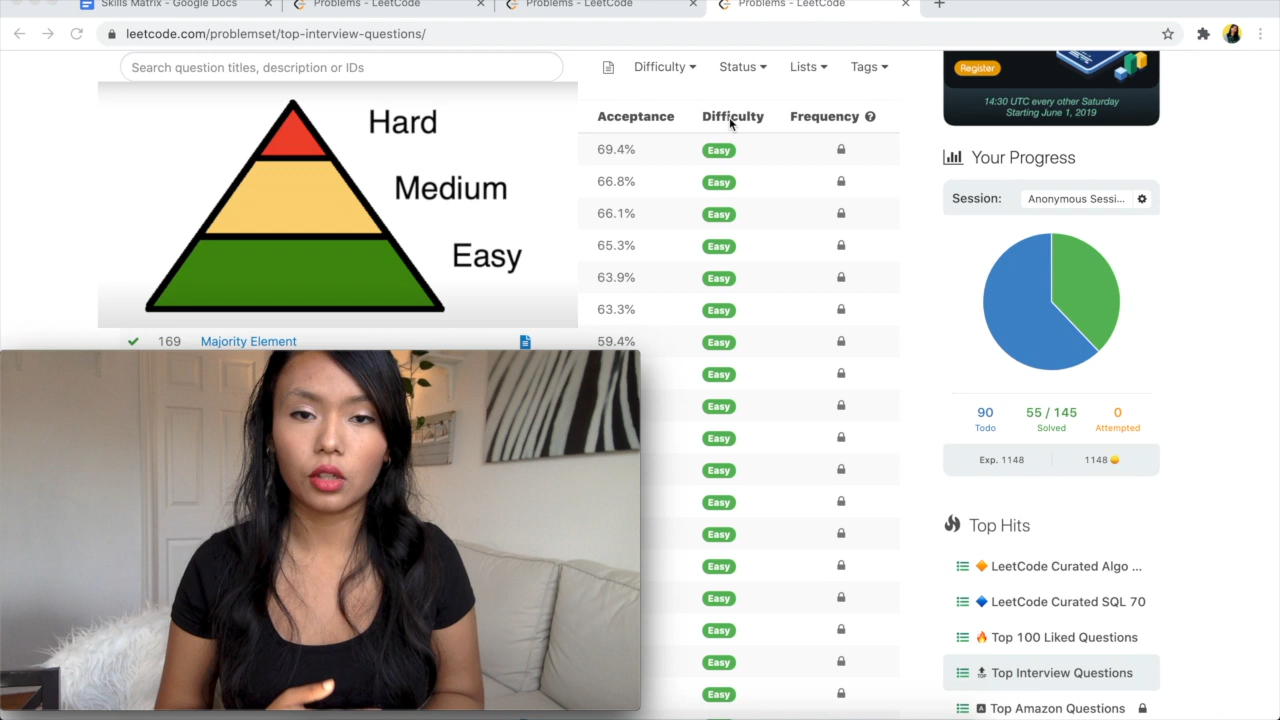 Skills Matrix - Google Docs
Problems - LeetCode
Problems - LeetCode
Problems - LeetCode
leetcode.com/problemset/top-interview-questions/
Search question titles, description or IDs
Difficulty
Status
Lists
Tags
Hard
Medium
Easy
169 Majority Element
Acceptance Difficulty Frequency
69.4% Easy
66.8% Easy
66.1% Easy
65.3% Easy
63.9% Easy
63.3% Easy
59.4% Easy
Easy
Easy
Easy
Easy
Easy
Easy
Easy
Easy
Easy
Easy
Easy
Register
14:30 UTC every other Saturday
Starting June 1, 2019
Your Progress
Session: Anonymous Sessi...
90 55 / 145 0
Todo Solved Attempted
Exp. 1148 1148
Top Hits
LeetCode Curated Algo ...
LeetCode Curated SQL 70
Top 100 Liked Questions
Top Interview Questions
A Top Amazon Questions